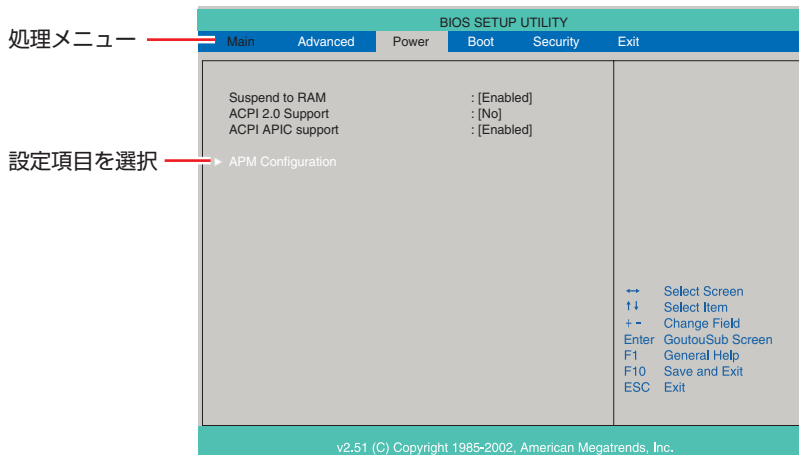 BIOS SETUP UTILITY
処理メニュー
Main Advanced Power Boot Security Exit
Suspend to RAM : [Enabled]
ACPI 2.0 Support : [No]
ACPI APIC support : [Enabled]
設定項目を選択
▶ APM Configuration
↔ Select Screen
↑↓ Select Item
+ - Change Field
Enter GoutouSub Screen
F1 General Help
F10 Save and Exit
ESC Exit
v2.51 (C) Copyright 1985-2002, American Megatrends, Inc.